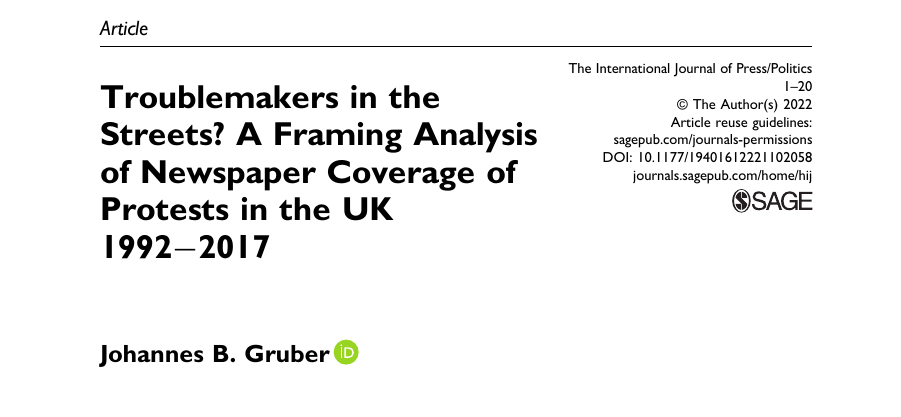 Article
The International Journal of Press/Politics
1–20
© The Author(s) 2022
Article reuse guidelines:
sagepub.com/journals-permissions
DOI: 10.1177/19401612221102058
journals.sagepub.com/home/hij
SAGE
Troublemakers in the
Streets? A Framing Analysis
of Newspaper Coverage of
Protests in the UK
1992–2017
Johannes B. Gruber iD